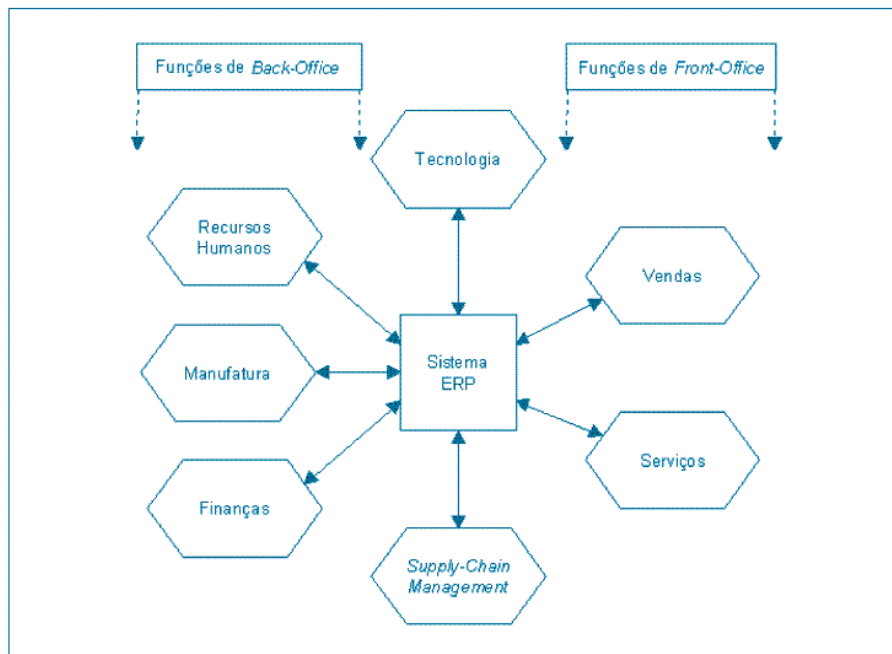 Funções de Back-Office
Funções de Front-Office
Tecnologia
Recursos
Humanos
Vendas
Manufatura
Sistema
ERP
Finanças
Serviços
Supply-Chain
Management